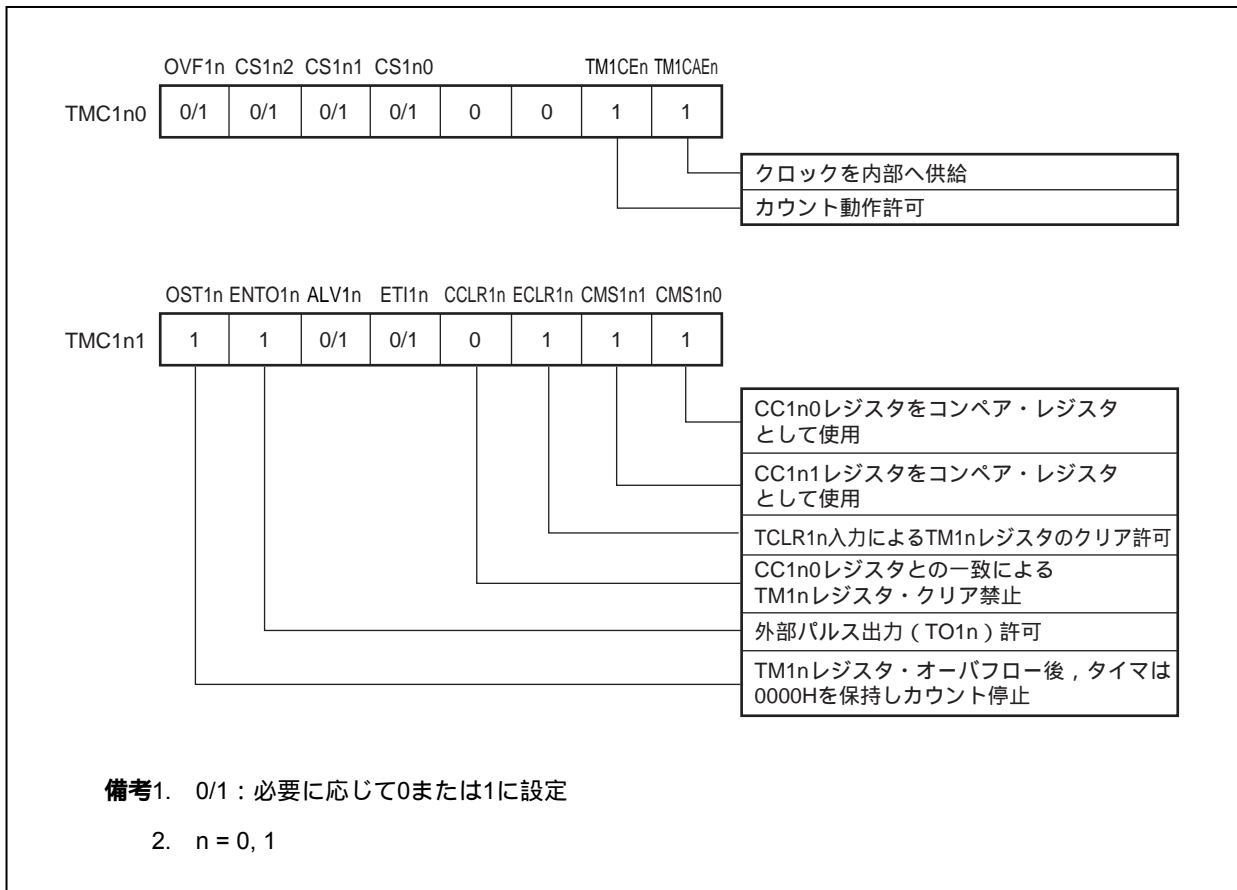 OVF1n CS1n2 CS1n1 CS1n0 TM1CEn TM1CAEn
TMC1n0 0/1 0/1 0/1 0/1 0 0 1 1
クロックを内部へ供給
カウント動作許可
OST1n ENTO1n ALV1n ETI1n CCLR1n ECLR1n CMS1n1 CMS1n0
TMC1n1 1 1 0/1 0/1 0 1 1 1
CC1n0レジスタをコンペア・レジスタ
として使用
CC1n1レジスタをコンペア・レジスタ
として使用
TCLR1n入力によるTM1nレジスタのクリア許可
CC1n0レジスタとの一致による
TM1nレジスタ・クリア禁止
外部パルス出力（TO1n）許可
TM1nレジスタ・オーバフロー後，タイマは
0000Hを保持しカウント停止
備考1. 0/1：必要に応じて0または1に設定
2. n = 0, 1